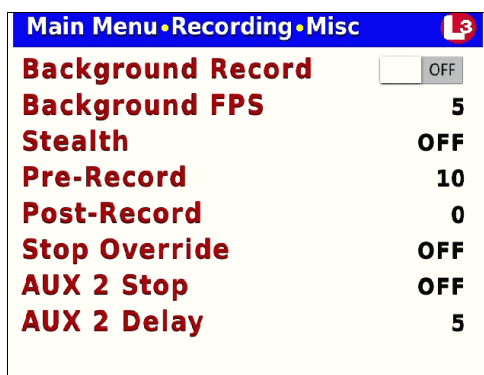 Main Menu•Recording•Misc L3
Background Record OFF
Background FPS 5
Stealth OFF
Pre-Record 10
Post-Record 0
Stop Override OFF
AUX 2 Stop OFF
AUX 2 Delay 5